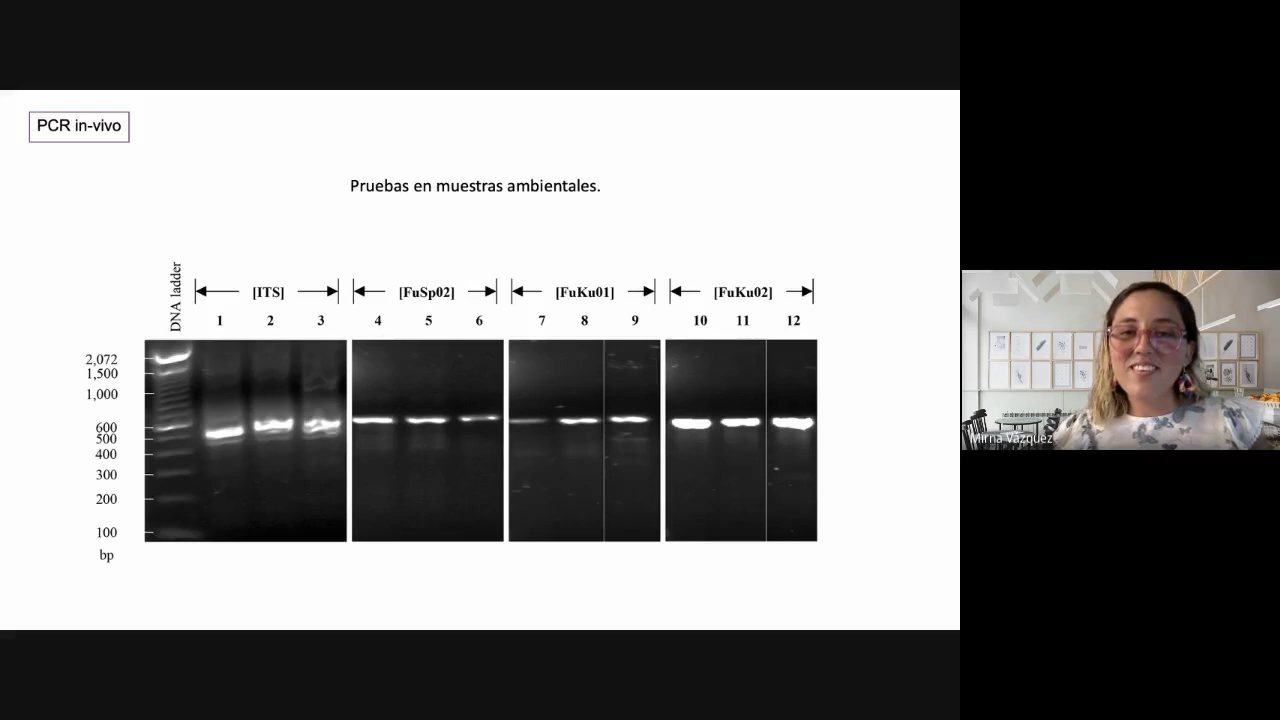 PCR in-vivo
Pruebas en muestras ambientales.
DNA ladder
[ITS] [FuSp02] [FuKu01] [FuKu02]
1 2 3 4 5 6 7 8 9 10 11 12
2,072
1,500
1,000
600
500
400
300
200
100
bp
Mirna Vázquez